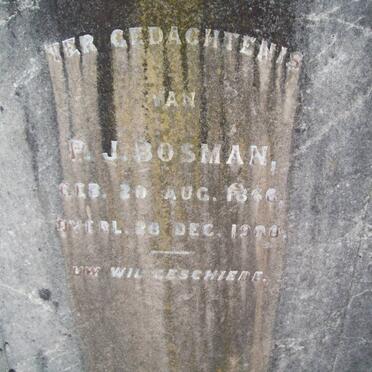 TER GEDACHTENIS
VAN
P. J. BOSMAN,
GEB. 20 AUG.
OVERL. 28 DEC.
UW WIL GESCHIEDE.